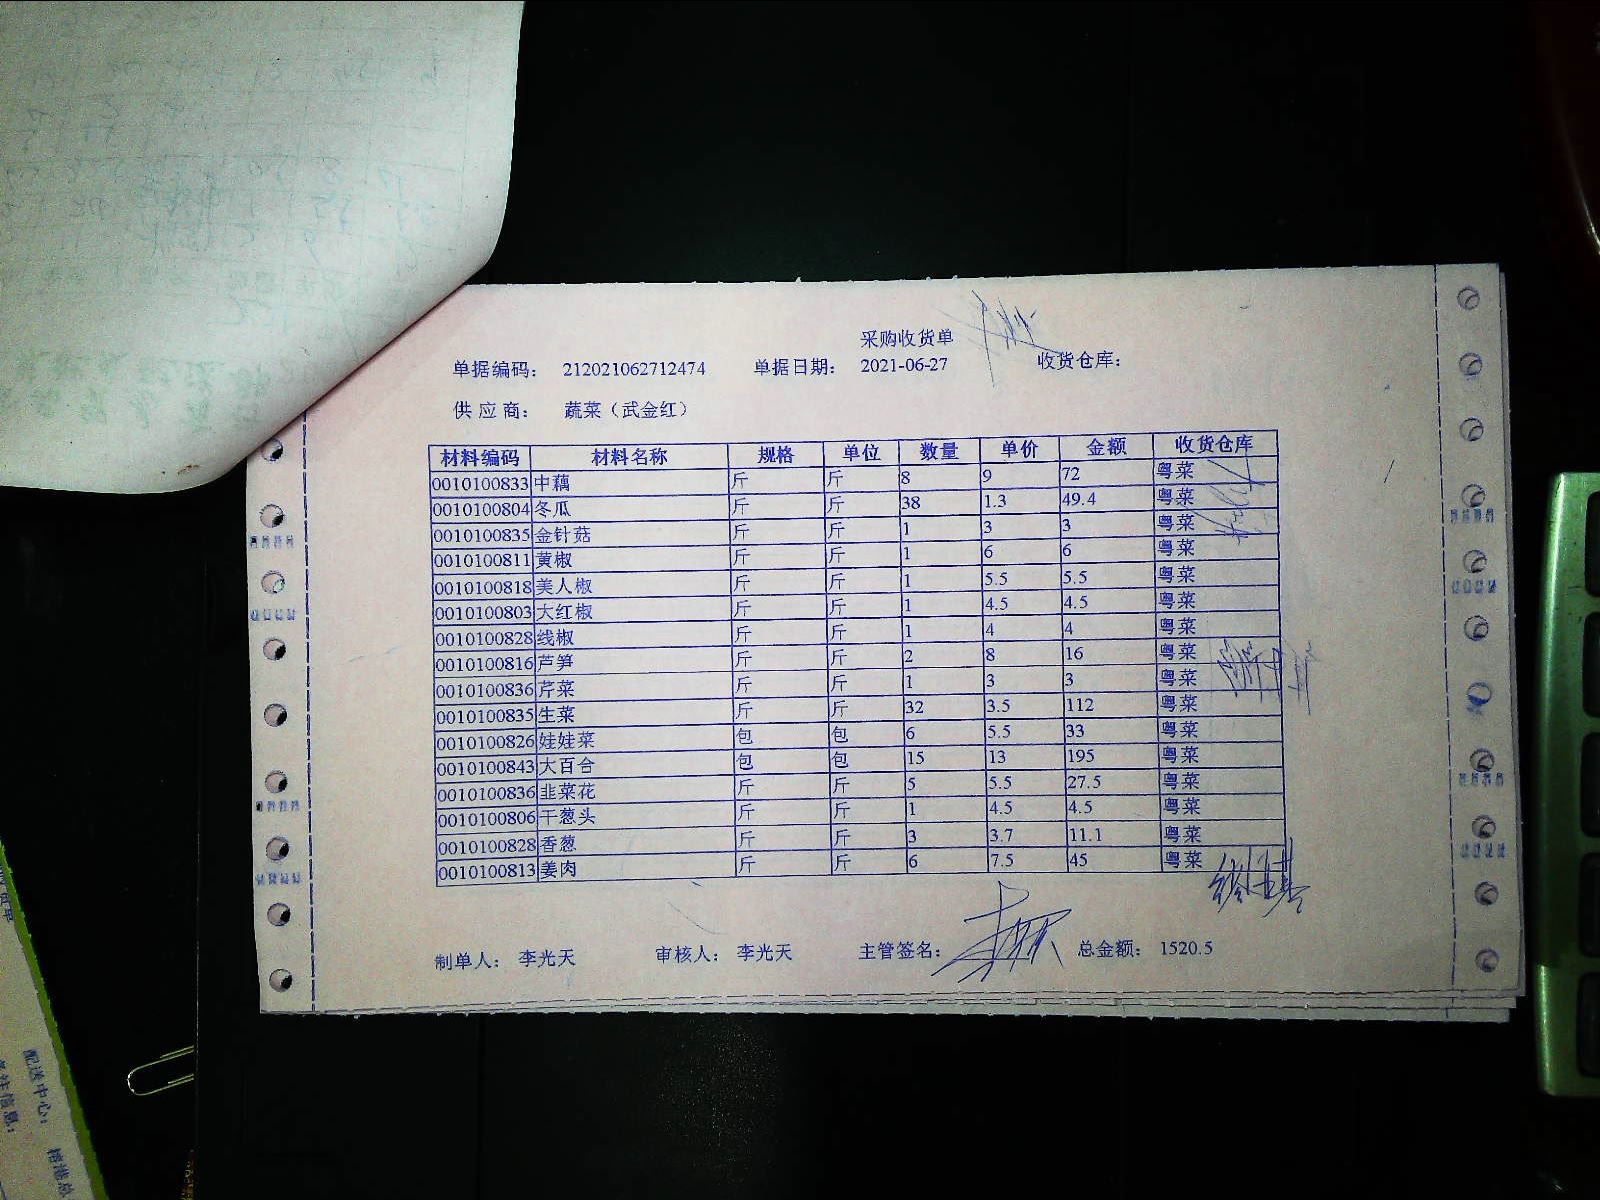 采购收货单
单据编码： 212021062712474 单据日期： 2021-06-27 收货仓库：
供 应 商： 蔬菜（武金红）
材料编码 材料名称 规格 单位 数量 单价 金额 收货仓库
0010100833 中藕 斤 斤 8 9 72 粤菜
0010100804 冬瓜 斤 斤 38 1.3 49.4 粤菜
0010100835 金针菇 斤 斤 1 3 3 粤菜
0010100811 黄椒 斤 斤 1 6 6 粤菜
0010100818 美人椒 斤 斤 1 5.5 5.5 粤菜
0010100803 大红椒 斤 斤 1 4.5 4.5 粤菜
0010100828 线椒 斤 斤 1 4 4 粤菜
0010100816 芦笋 斤 斤 2 8 16 粤菜
0010100836 芹菜 斤 斤 1 3 3 粤菜
0010100835 生菜 斤 斤 32 3.5 112 粤菜
0010100826 娃娃菜 包 包 6 5.5 33 粤菜
0010100843 大百合 包 包 15 13 195 粤菜
0010100836 韭菜花 斤 斤 5 5.5 27.5 粤菜
0010100806 干葱头 斤 斤 1 4.5 4.5 粤菜
0010100828 香葱 斤 斤 3 3.7 11.1 粤菜
0010100813 姜肉 斤 斤 6 7.5 45 粤菜
制单人： 李光天 审核人： 李光天 主管签名： 总金额： 1520.5
配送中心：